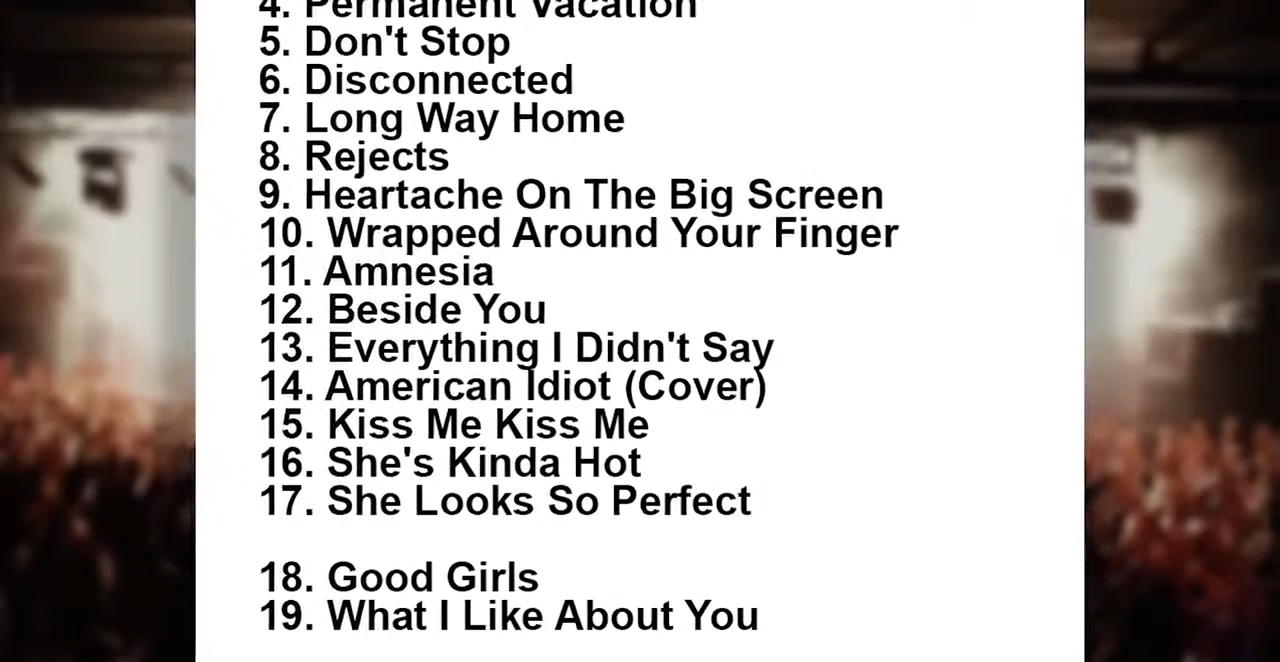 4. Permanent Vacation
5. Don't Stop
6. Disconnected
7. Long Way Home
8. Rejects
9. Heartache On The Big Screen
10. Wrapped Around Your Finger
11. Amnesia
12. Beside You
13. Everything I Didn't Say
14. American Idiot (Cover)
15. Kiss Me Kiss Me
16. She's Kinda Hot
17. She Looks So Perfect
18. Good Girls
19. What I Like About You